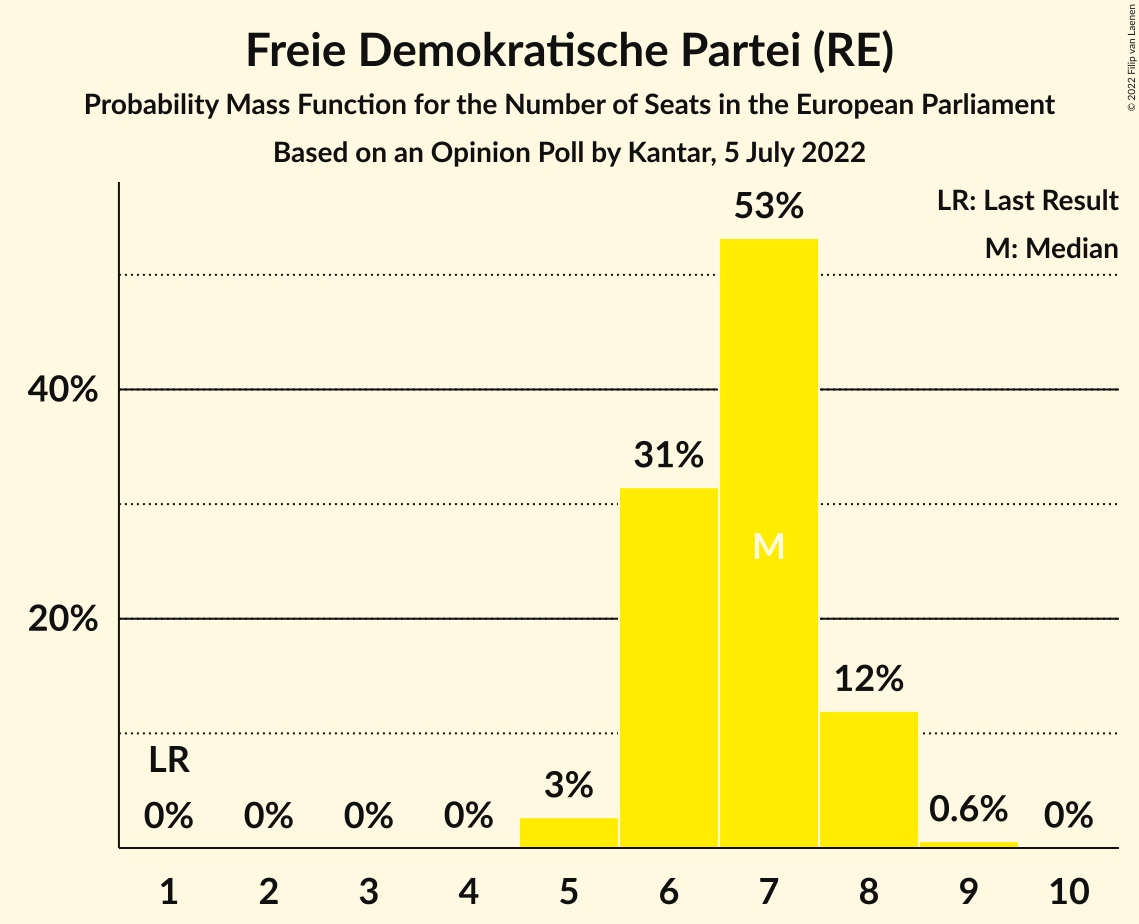 Freie Demokratische Partei (RE)
Probability Mass Function for the Number of Seats in the European Parliament
Based on an Opinion Poll by Kantar, 5 July 2022
© 2022 Filip van Laenen
LR: Last Result
M: Median
53%
40%
31%
M
20%
12%
LR
3%
0% 0% 0% 0% 0.6% 0%
1 2 3 4 5 6 7 8 9 10